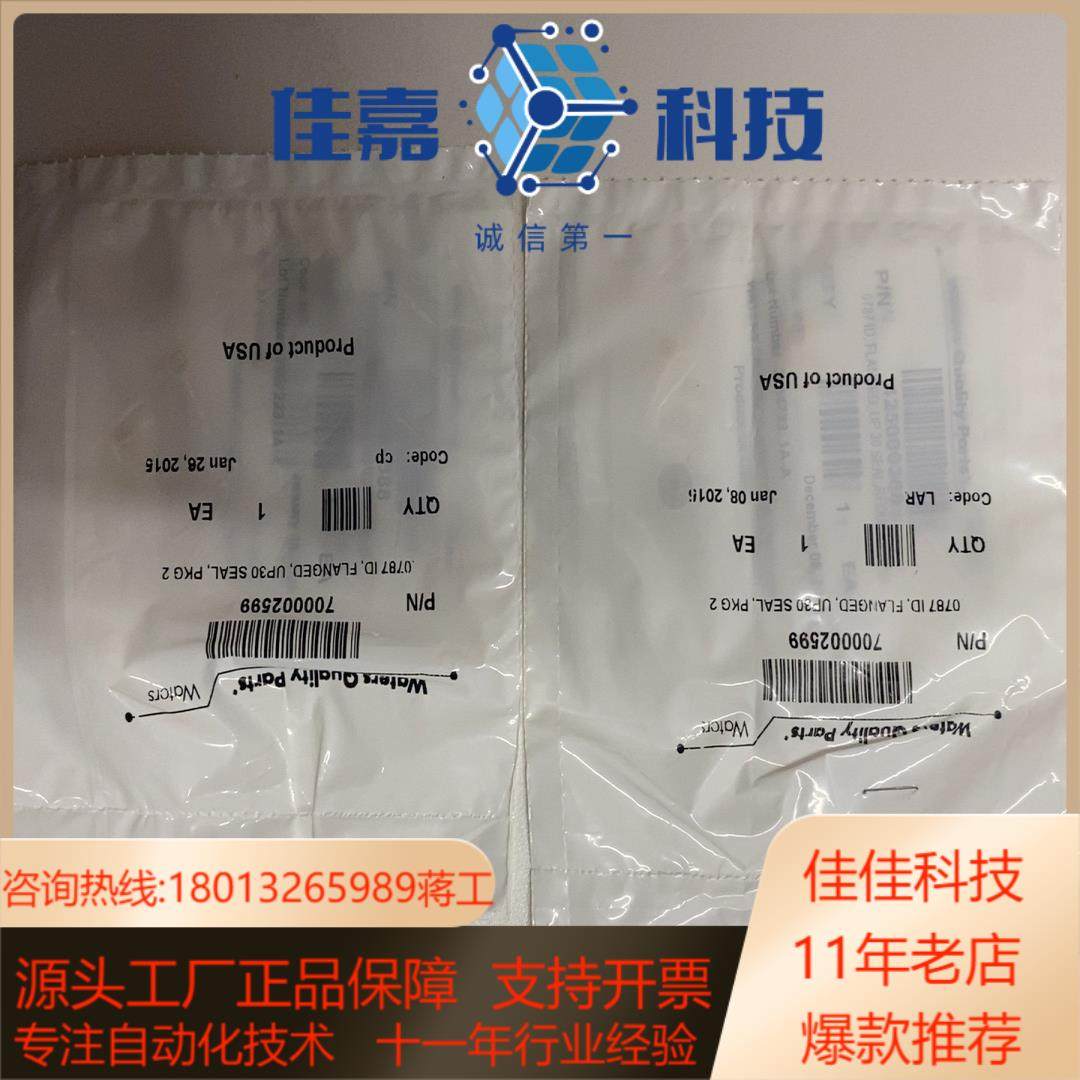 佳嘉 科技
诚信第一
Waters Quality Parts®
Waters
P/N 700002599
.0787 ID, FLANGED, UP30 SEAL, PKG 2
QTY 1 EA
Code: cp Jan 28, 2015
Product of USA
Waters Quality Parts®
Waters
P/N 700002599
0787 ID, FLANGED, UP30 SEAL, PKG 2
QTY 1 EA
Code: LAR Jan 08, 201
Product of USA
咨询热线:18013265989蒋工
源头工厂正品保障 支持开票
专注自动化技术 十一年行业经验
佳佳科技
11年老店
爆款推荐